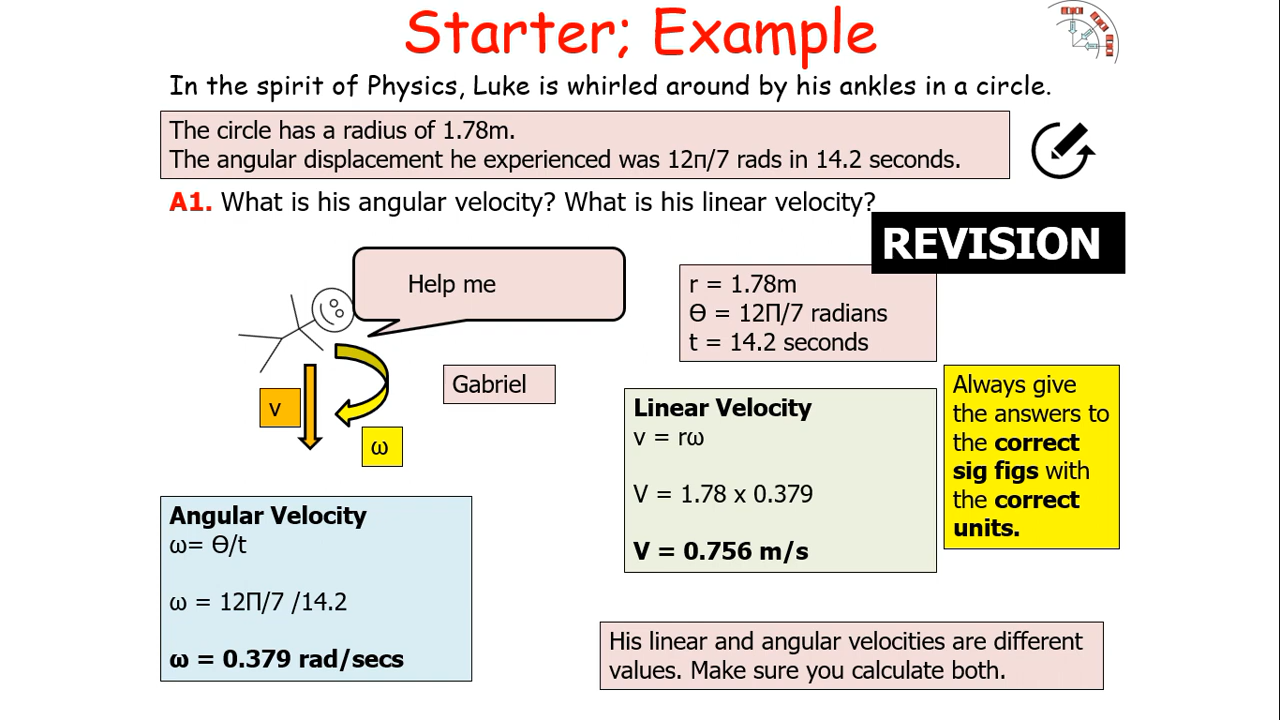 Starter; Example
In the spirit of Physics, Luke is whirled around by his ankles in a circle.
The circle has a radius of 1.78m.
The angular displacement he experienced was 12п/7 rads in 14.2 seconds.
A1. What is his angular velocity? What is his linear velocity?
REVISION
Help me
r = 1.78m
Ɵ = 12П/7 radians
t = 14.2 seconds
Gabriel
v
ω
Linear Velocity
v = rω
V = 1.78 x 0.379
V = 0.756 m/s
Always give
the answers to
the correct
sig figs with
the correct
units.
Angular Velocity
ω= Ɵ/t
ω = 12П/7 /14.2
ω = 0.379 rad/secs
His linear and angular velocities are different
values. Make sure you calculate both.